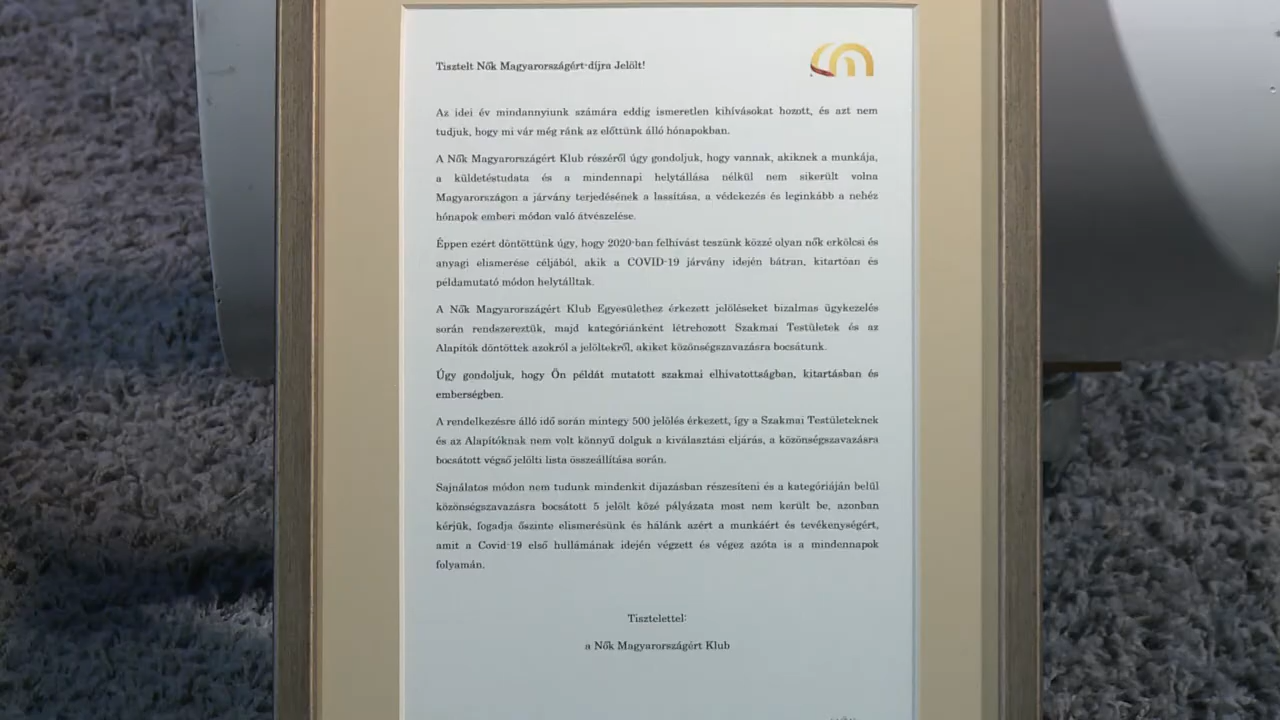 Tisztelt Nők Magyarországért-díjra Jelölt!
Az idei év mindannyiunk számára eddig ismeretlen kihívásokat hozott, és azt nem
tudjuk, hogy mi vár még ránk az előttünk álló hónapokban.
A Nők Magyarországért Klub részéről úgy gondoljuk, hogy vannak, akiknek a munkája,
a küldetéstudata és a mindennapi helytállása nélkül nem sikerült volna
Magyarországon a járvány terjedésének a lassítása, a védekezés és leginkább a nehéz
hónapok emberi módon való átvészelése.
Éppen ezért döntöttünk úgy, hogy 2020-ban felhívást teszünk közzé olyan nők erkölcsi és
anyagi elismerése céljából, akik a COVID-19 járvány idején bátran, kitartóan és
példamutató módon helytálltak.
A Nők Magyarországért Klub Egyesülethez érkezett jelöléseket bizalmas ügykezelés
során rendszereztük, majd kategóriánként létrehozott Szakmai Testületek és az
Alapítók döntöttek azokról a jelöltekről, akiket közönségszavazásra bocsátunk.
Úgy gondoljuk, hogy Ön példát mutatott szakmai elhivatottságban, kitartásban és
emberségben.
A rendelkezésre álló idő során mintegy 500 jelölés érkezett, így a Szakmai Testületeknek
és az Alapítóknak nem volt könnyű dolguk a kiválasztási eljárás, a közönségszavazásra
bocsátott végső jelölti lista összeállítása során.
Sajnálatos módon nem tudunk mindenkit díjazásban részesíteni és a kategóriáján belül
közönségszavazásra bocsátott 5 jelölt közé pályázata most nem került be, azonban
kérjük, fogadja őszinte elismerésünk és hálánk azért a munkáért és tevékenységért,
amit a Covid-19 első hullámának idején végzett és végez azóta is a mindennapok
folyamán.
Tisztelettel:
a Nők Magyarországért Klub